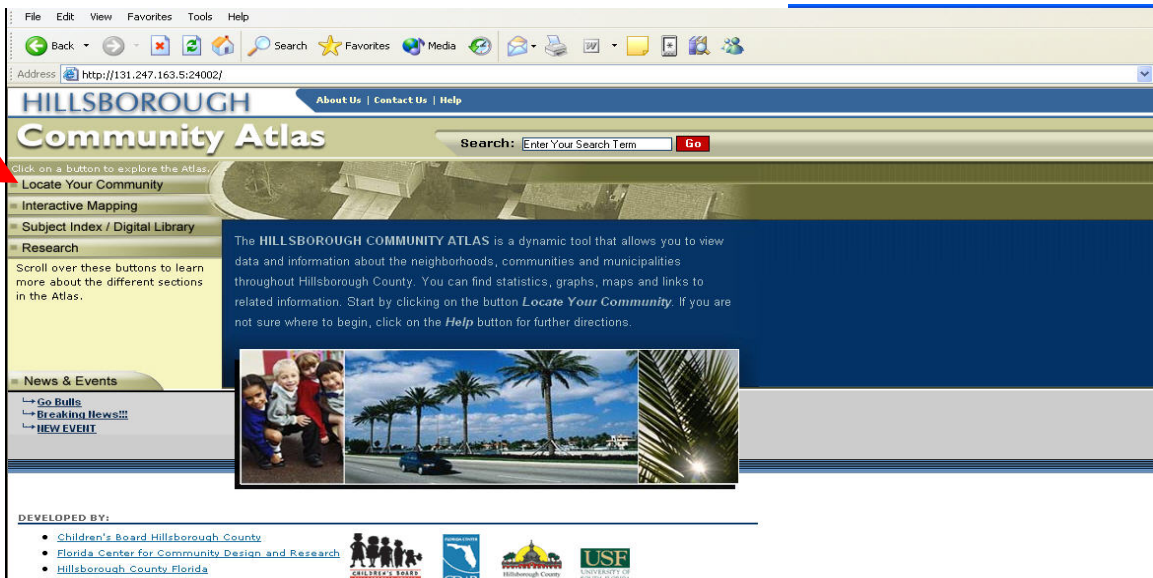 File Edit View Favorites Tools Help
Back Search Favorites Media
Address http://131.247.163.5:24002/
HILLSBOROUGH
About Us | Contact Us | Help
Community Atlas
Search: Enter Your Search Term Go
Click on a button to explore the Atlas.
Locate Your Community
Interactive Mapping
Subject Index / Digital Library
Research
Scroll over these buttons to learn
more about the different sections
in the Atlas.
The HILLSBOROUGH COMMUNITY ATLAS is a dynamic tool that allows you to view
data and information about the neighborhoods, communities and municipalities
throughout Hillsborough County. You can find statistics, graphs, maps and links to
related information. Start by clicking on the button Locate Your Community. If you are
not sure where to begin, click on the Help button for further directions.
News & Events
Go Bulls
Breaking News!!!
NEW EVENT
DEVELOPED BY:
Children's Board Hillsborough County
Florida Center for Community Design and Research
Hillsborough County Florida
CHILDREN'S BOARD
Hillsborough County
USF
UNIVERSITY OF